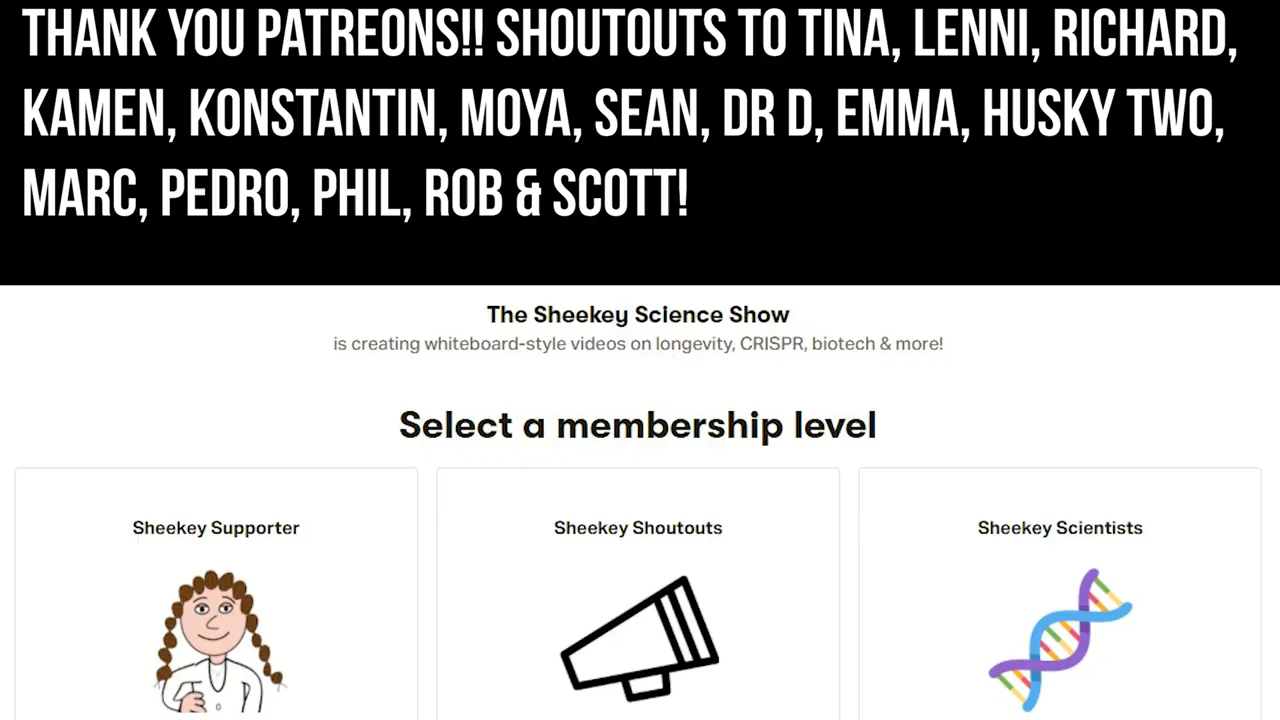 THANK YOU PATREONS!! SHOUTOUTS TO TINA, LENNI, RICHARD,
KAMEN, KONSTANTIN, MOYA, SEAN, DR D, EMMA, HUSKY TWO,
MARC, PEDRO, PHIL, ROB & SCOTT!
The Sheekey Science Show
is creating whiteboard-style videos on longevity, CRISPR, biotech & more!
Select a membership level
Sheekey Supporter
Sheekey Shoutouts
Sheekey Scientists